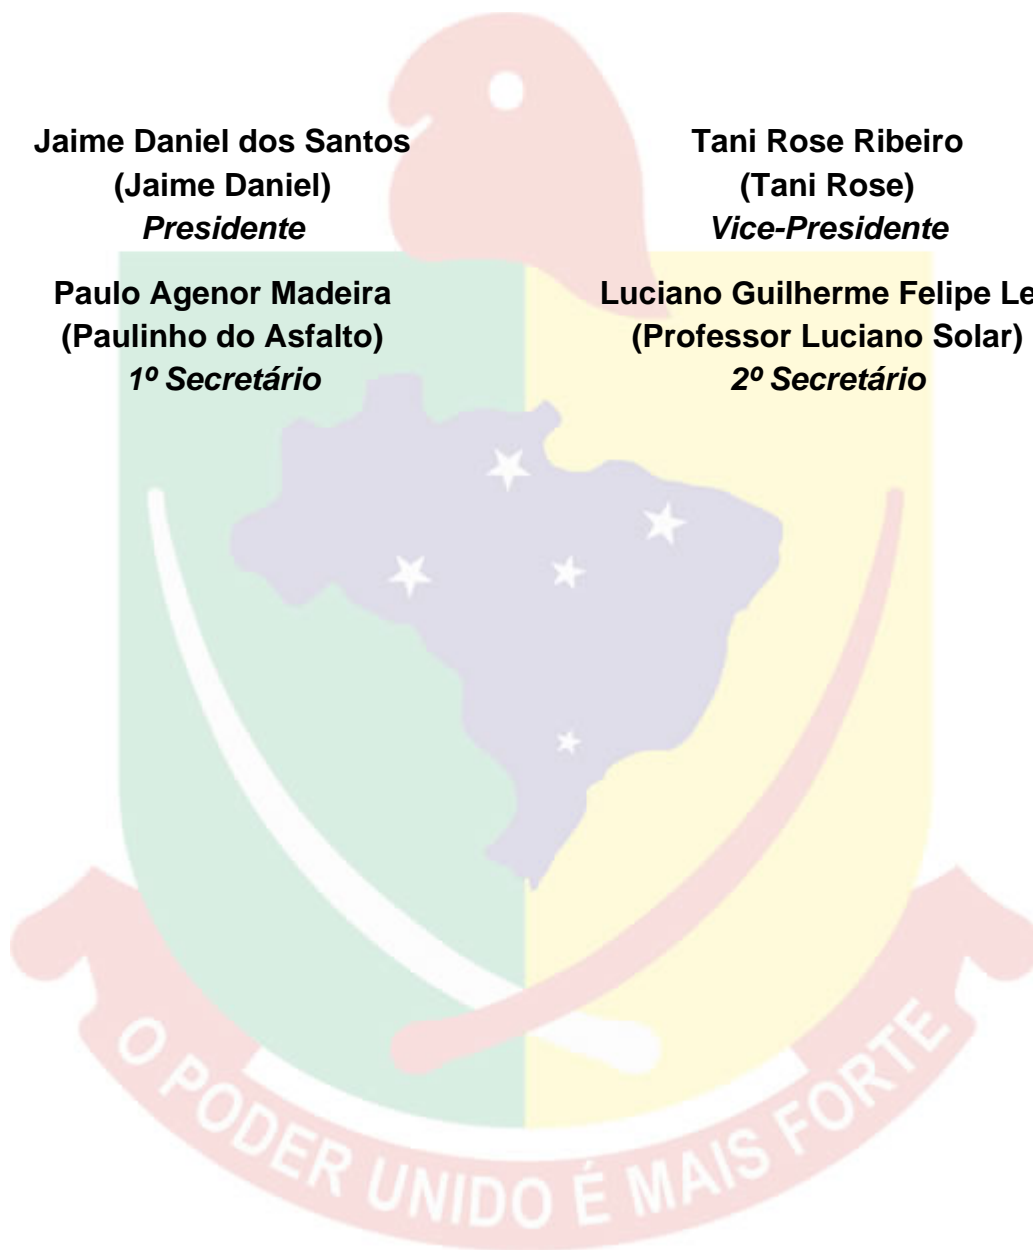 Jaime Daniel dos Santos
(Jaime Daniel)
Presidente
Tani Rose Ribeiro
(Tani Rose)
Vice-Presidente
Paulo Agenor Madeira
(Paulinho do Asfalto)
1º Secretário
Luciano Guilherme Felipe
(Professor Luciano Solar)
2º Secretário
O PODER UNIDO É MAIS FORTE